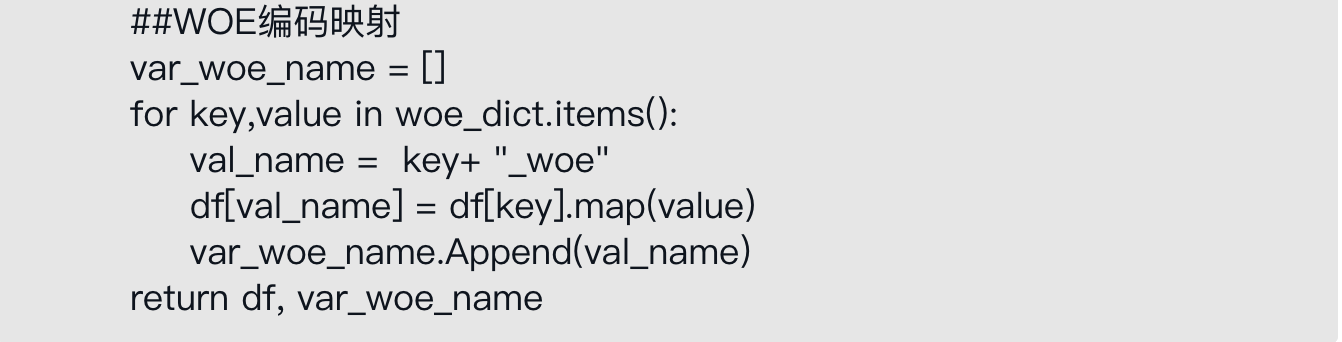 ##WOE编码映射
var_woe_name = []
for key,value in woe_dict.items():
val_name =  key+ "_woe"
df[val_name] = df[key].map(value)
var_woe_name.Append(val_name)
return df, var_woe_name